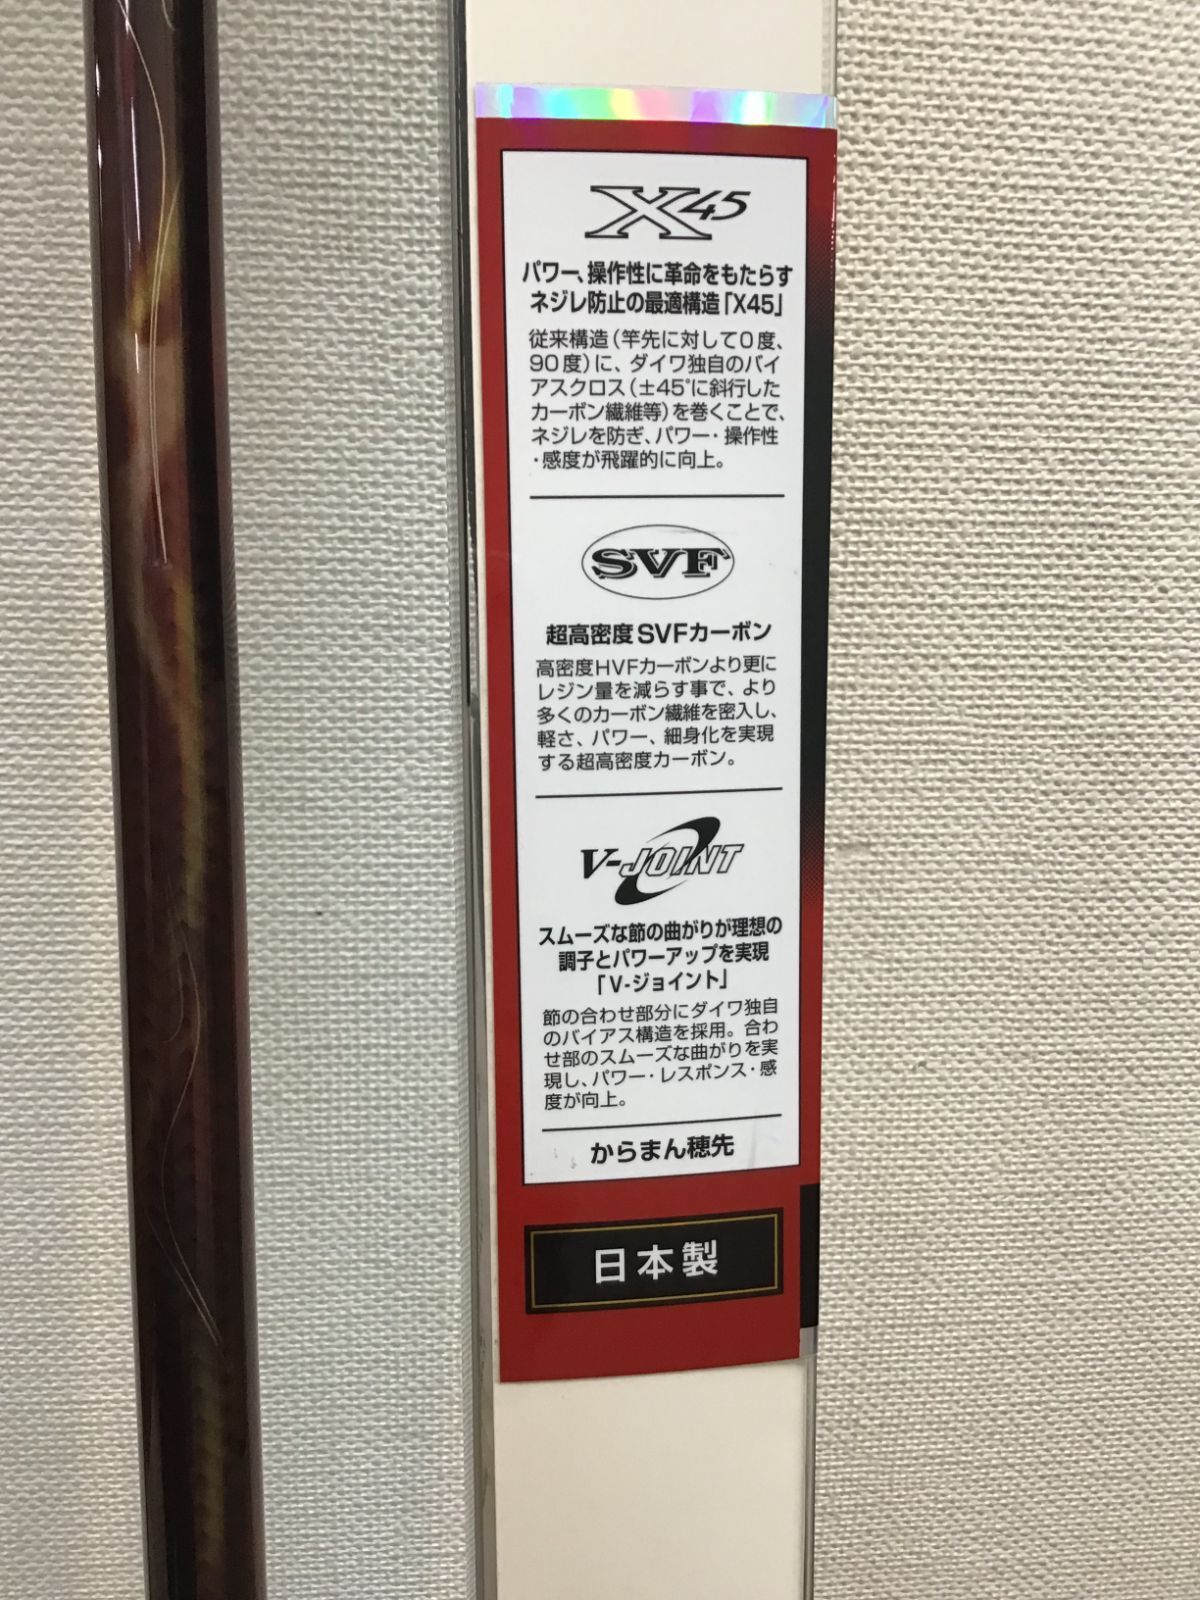 X45
パワー、操作性に革命をもたらす
ネジレ防止の最適構造「X45」
従来構造(竿先に対して0度、
90度)に、ダイワ独自のバイ
アスクロス(±45°に斜行した
カーボン繊維等)を巻くことで、
ネジレを防ぎ、パワー・操作性
・感度が飛躍的に向上。
SVF
超高密度SVFカーボン
高密度HVFカーボンより更に
レジン量を減らす事で、より
多くのカーボン繊維を密入し、
軽さ、パワー、細身化を実現
する超高密度カーボン。
V-JOINT
スムーズな節の曲がりが理想の
調子とパワーアップを実現
「V-ジョイント」
節の合わせ部分にダイワ独自
のバイアス構造を採用。合わ
せ部のスムーズな曲がりを実
現し、パワー・レスポンス・感
度が向上。
からまん穂先
日本製